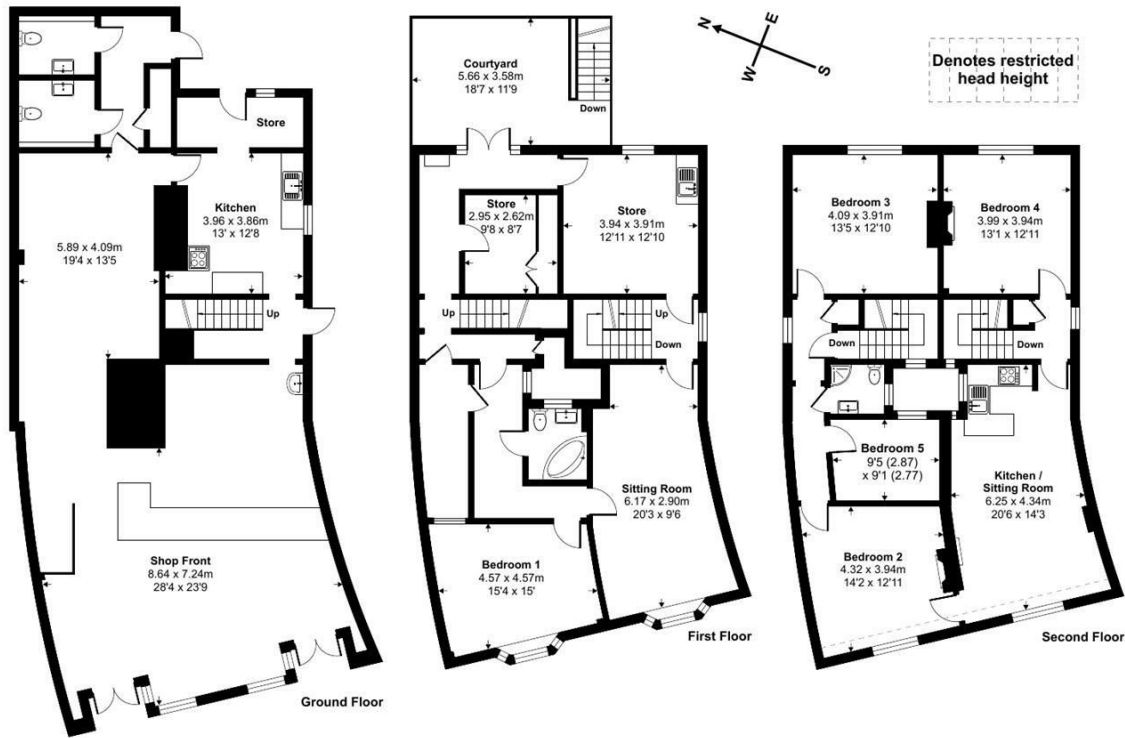 Store
Kitchen
3.96 x 3.86m
13' x 12'8
5.89 x 4.09m
19'4 x 13'5
Up
Shop Front
8.64 x 7.24m
28'4 x 23'9
Ground Floor
Courtyard
5.66 x 3.58m
18'7 x 11'9
Down
Store
2.95 x 2.62m
9'8 x 8'7
Store
3.94 x 3.91m
12'11 x 12'10
Up
Up
Down
Sitting Room
6.17 x 2.90m
20'3 x 9'6
Bedroom 1
4.57 x 4.57m
15'4 x 15'
First Floor
N
E
W
S
Denotes restricted
head height
Bedroom 3
4.09 x 3.91m
13'5 x 12'10
Bedroom 4
3.99 x 3.94m
13'1 x 12'11
Down
Down
Bedroom 5
9'5 (2.87)
x 9'1 (2.77)
Kitchen /
Sitting Room
6.25 x 4.34m
20'6 x 14'3
Bedroom 2
4.32 x 3.94m
14'2 x 12'11
Second Floor